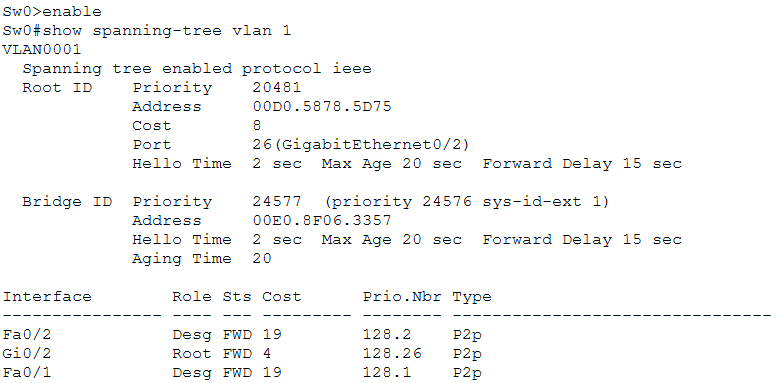 Sw0>enable
Sw0#show spanning-tree vlan 1
VLAN0001
  Spanning tree enabled protocol ieee
  Root ID    Priority    20481
             Address     00D0.5878.5D75
             Cost        8
             Port        26(GigabitEthernet0/2)
             Hello Time  2 sec  Max Age 20 sec  Forward Delay 15 sec

  Bridge ID  Priority    24577  (priority 24576 sys-id-ext 1)
             Address     00E0.8F06.3357
             Hello Time  2 sec  Max Age 20 sec  Forward Delay 15 sec
             Aging Time  20

Interface        Role Sts Cost      Prio.Nbr Type
---------------- ---- --- --------- -------- --------------------------------
Fa0/2            Desg FWD 19        128.2    P2p
Gi0/2            Root FWD 4         128.26   P2p
Fa0/1            Desg FWD 19        128.1    P2p